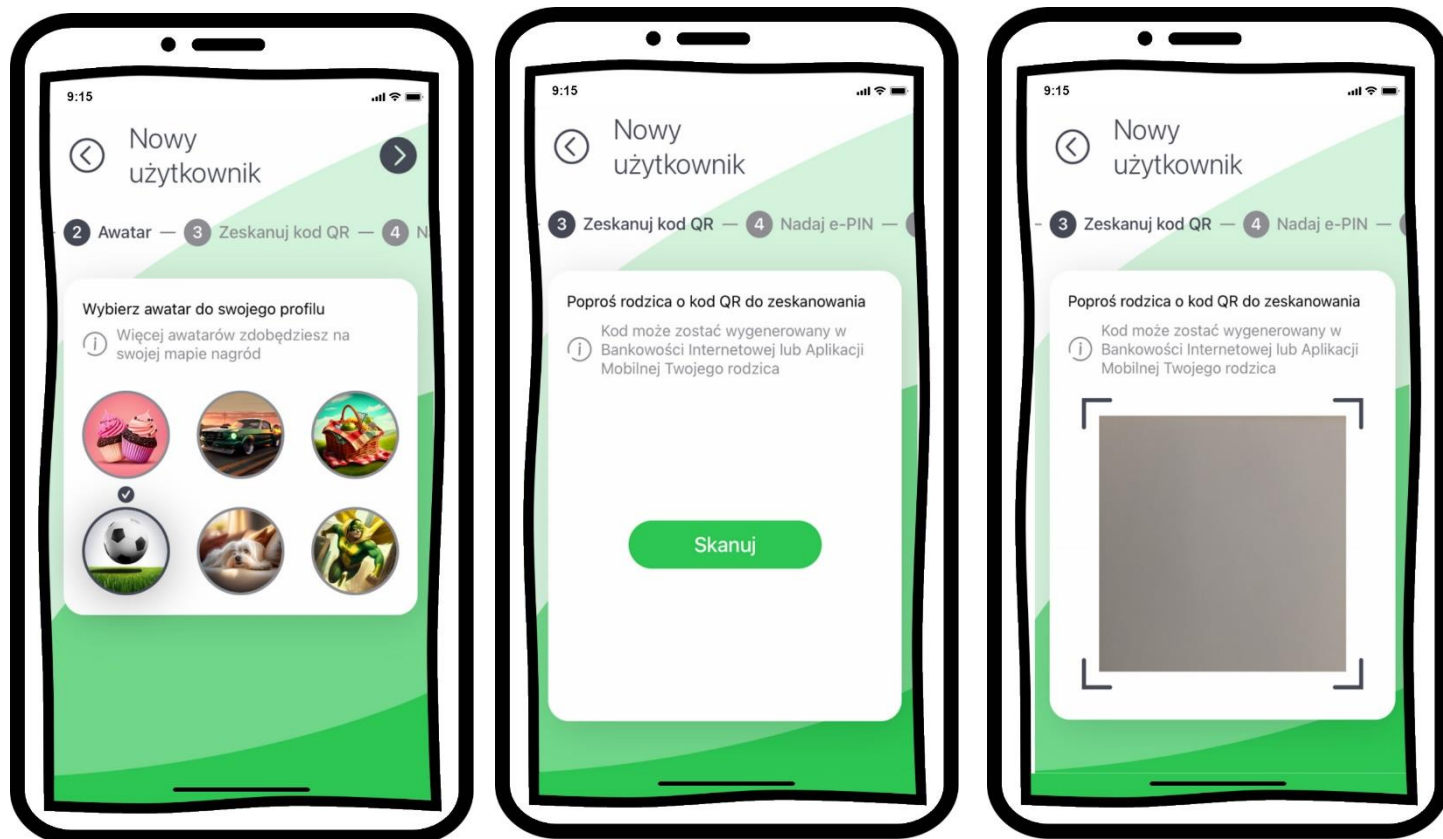 9:15
Nowy
użytkownik
2 Awatar — 3 Zeskanuj kod QR — 4 N
Wybierz awatar do swojego profilu
Więcej awatarów zdobędziesz na
swojej mapie nagród
9:15
Nowy
użytkownik
3 Zeskanuj kod QR — 4 Nadaj e-PIN —
Poproś rodzica o kod QR do zeskanowania
Kod może zostać wygenerowany w
Bankowości Internetowej lub Aplikacji
Mobilnej Twojego rodzica
Skanuj
9:15
Nowy
użytkownik
3 Zeskanuj kod QR — 4 Nadaj e-PIN —
Poproś rodzica o kod QR do zeskanowania
Kod może zostać wygenerowany w
Bankowości Internetowej lub Aplikacji
Mobilnej Twojego rodzica